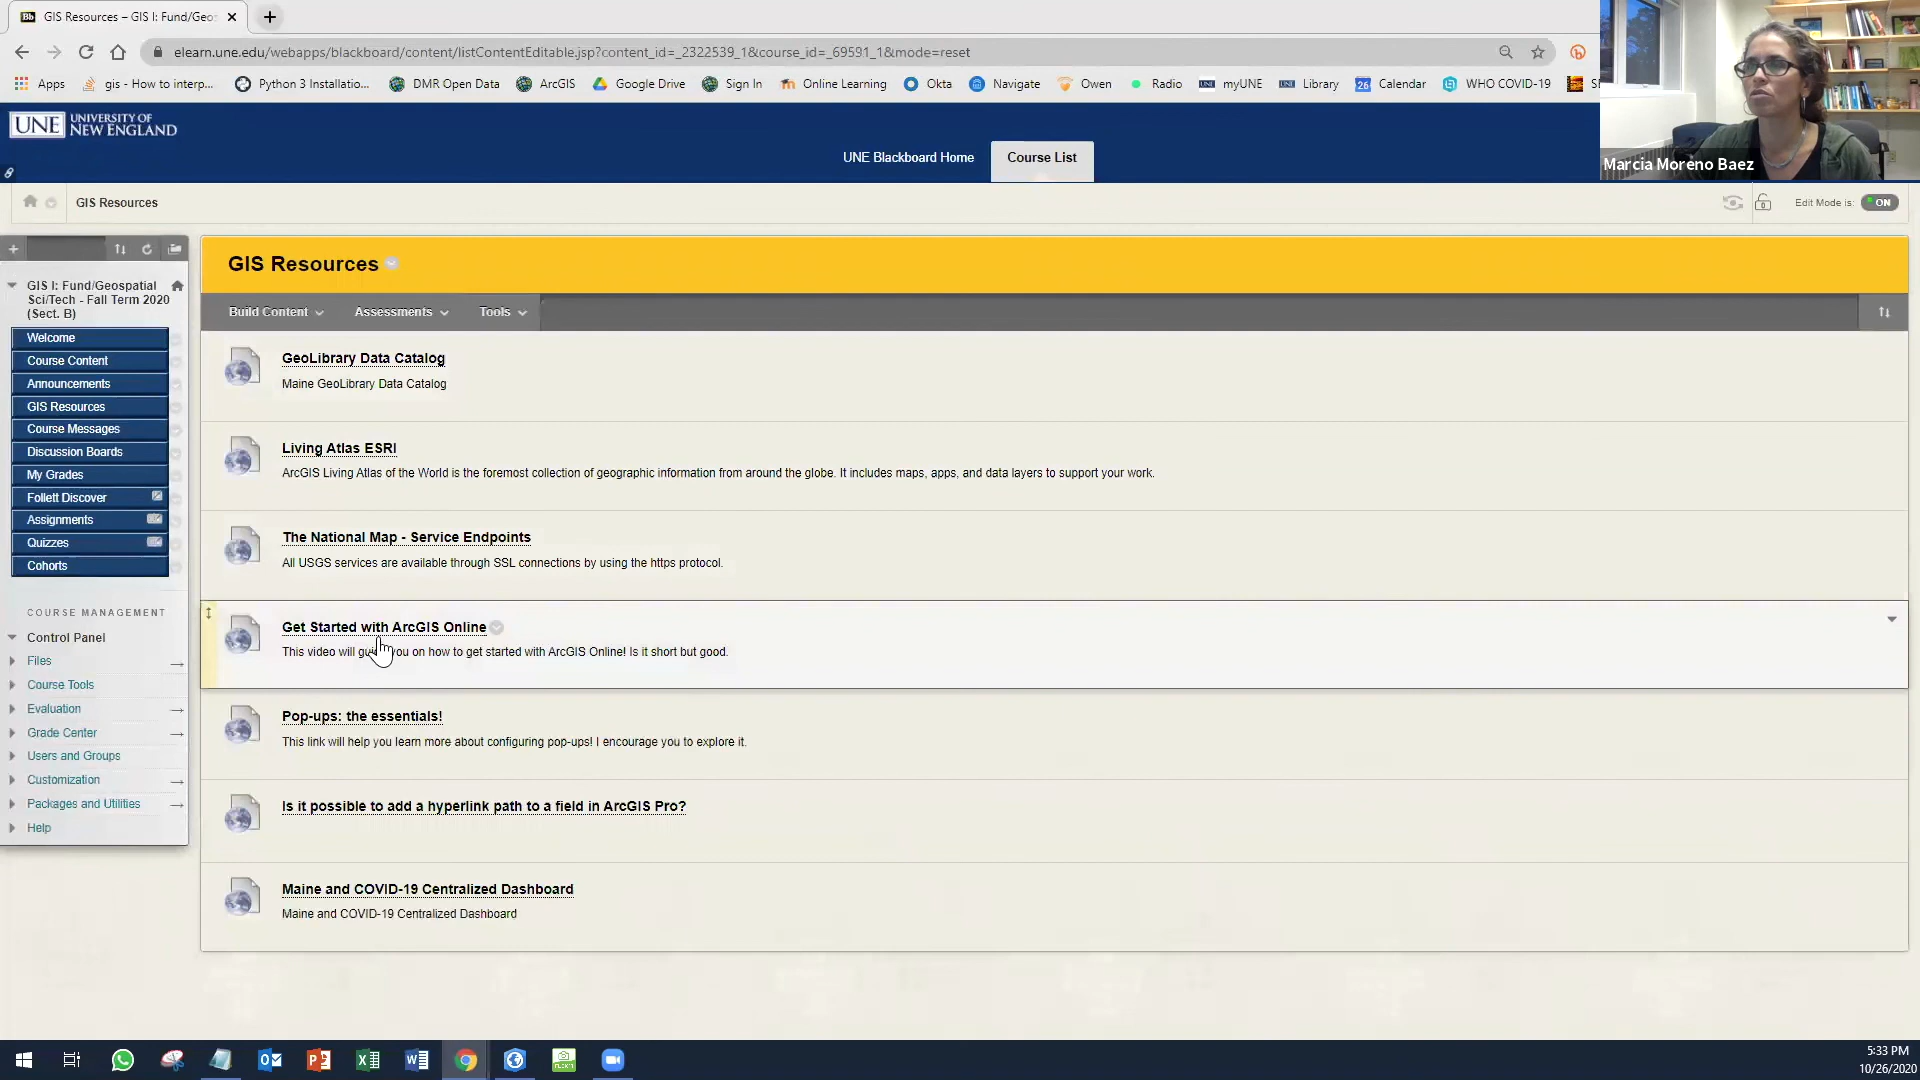 GIS Resources – GIS I: Fund/Geos
elearn.une.edu/webapps/blackboard/content/listContentEditable.jsp?content_id=_2322539_1&course_id=_69591_1&mode=reset
Apps
gis - How to interp...
Python 3 Installatio...
DMR Open Data
ArcGIS
Google Drive
Sign In
Online Learning
Okta
Navigate
Owen
Radio
myUNE
Library
Calendar
WHO COVID-19
UNE UNIVERSITY OF
NEW ENGLAND
UNE Blackboard Home
Course List
Marcia Moreno Baez
GIS Resources
Edit Mode is:
ON
GIS I: Fund/Geospatial
Sci/Tech - Fall Term 2020
(Sect. B)
Welcome
Course Content
Announcements
GIS Resources
Course Messages
Discussion Boards
My Grades
Follett Discover
Assignments
Quizzes
Cohorts
COURSE MANAGEMENT
Control Panel
Files
Course Tools
Evaluation
Grade Center
Users and Groups
Customization
Packages and Utilities
Help
GIS Resources
Build Content
Assessments
Tools
GeoLibrary Data Catalog
Maine GeoLibrary Data Catalog
Living Atlas ESRI
ArcGIS Living Atlas of the World is the foremost collection of geographic information from around the globe. It includes maps, apps, and data layers to support your work.
The National Map - Service Endpoints
All USGS services are available through SSL connections by using the https protocol.
Get Started with ArcGIS Online
This video will guide you on how to get started with ArcGIS Online! Is it short but good.
Pop-ups: the essentials!
This link will help you learn more about configuring pop-ups! I encourage you to explore it.
Is it possible to add a hyperlink path to a field in ArcGIS Pro?
Maine and COVID-19 Centralized Dashboard
Maine and COVID-19 Centralized Dashboard
5:33 PM
10/26/2020